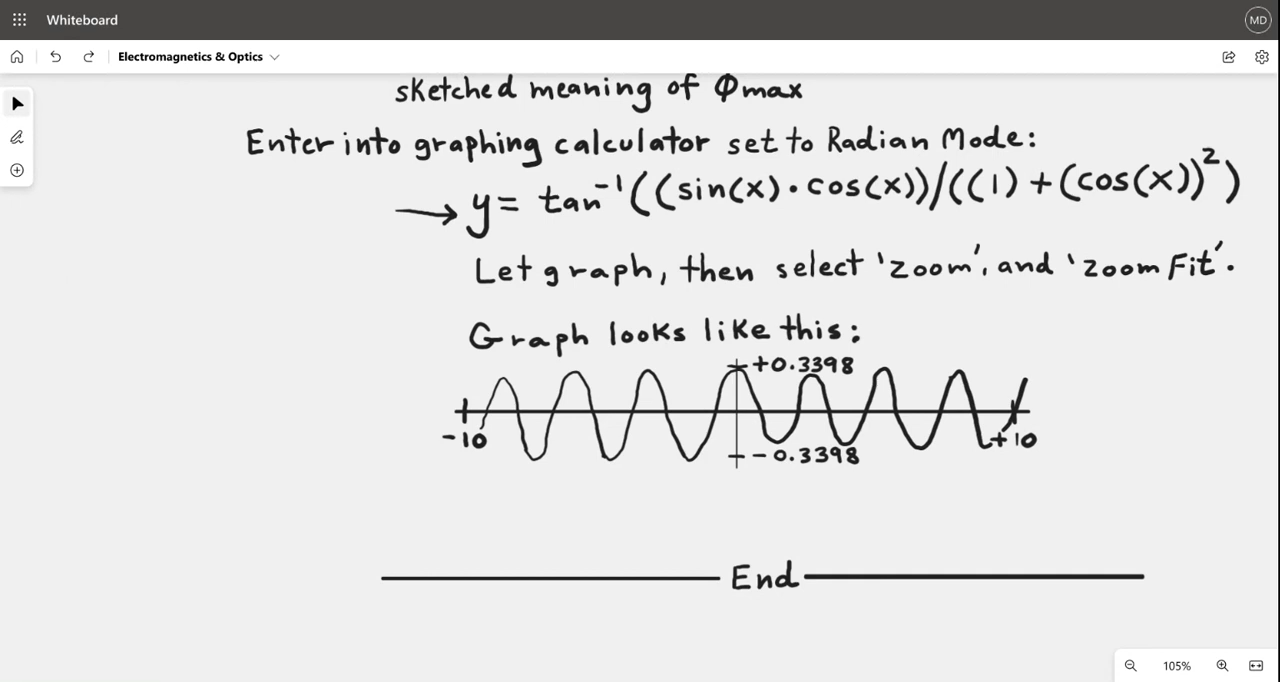 Whiteboard
MD
Electromagnetics & Optics
sketched meaning of Φmax
Enter into graphing calculator set to Radian Mode:
→ y= tan⁻¹((sin(x)·cos(x))/((1)+(cos(x))²)
Let graph, then select 'zoom', and 'zoom Fit'.
Graph looks like this:
+0.3398
-10
+10
-0.3398
End
105%